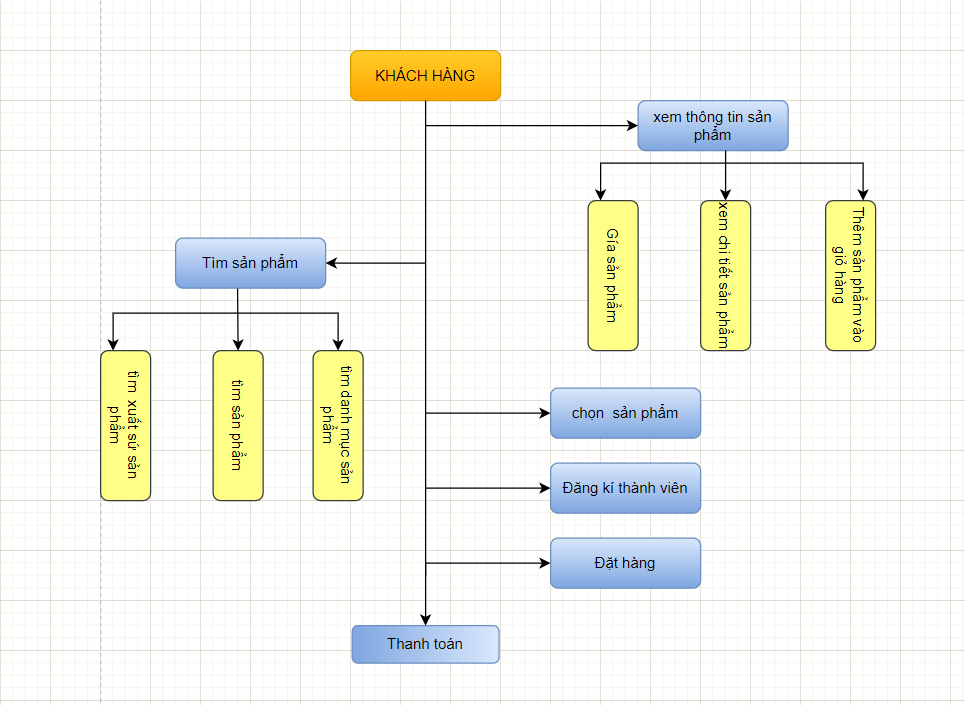 KHÁCH HÀNG
xem thông tin sản
phẩm
Gía sản phẩm
xem chi tiết sản phẩm
Thêm sản phẩm vào
giỏ hàng
Tìm sản phẩm
tìm xuất sứ sản
phẩm
tìm sản phẩm
tìm danh mục sản
phẩm
chọn  sản phẩm
Đăng kí thành viên
Đặt hàng
Thanh toán